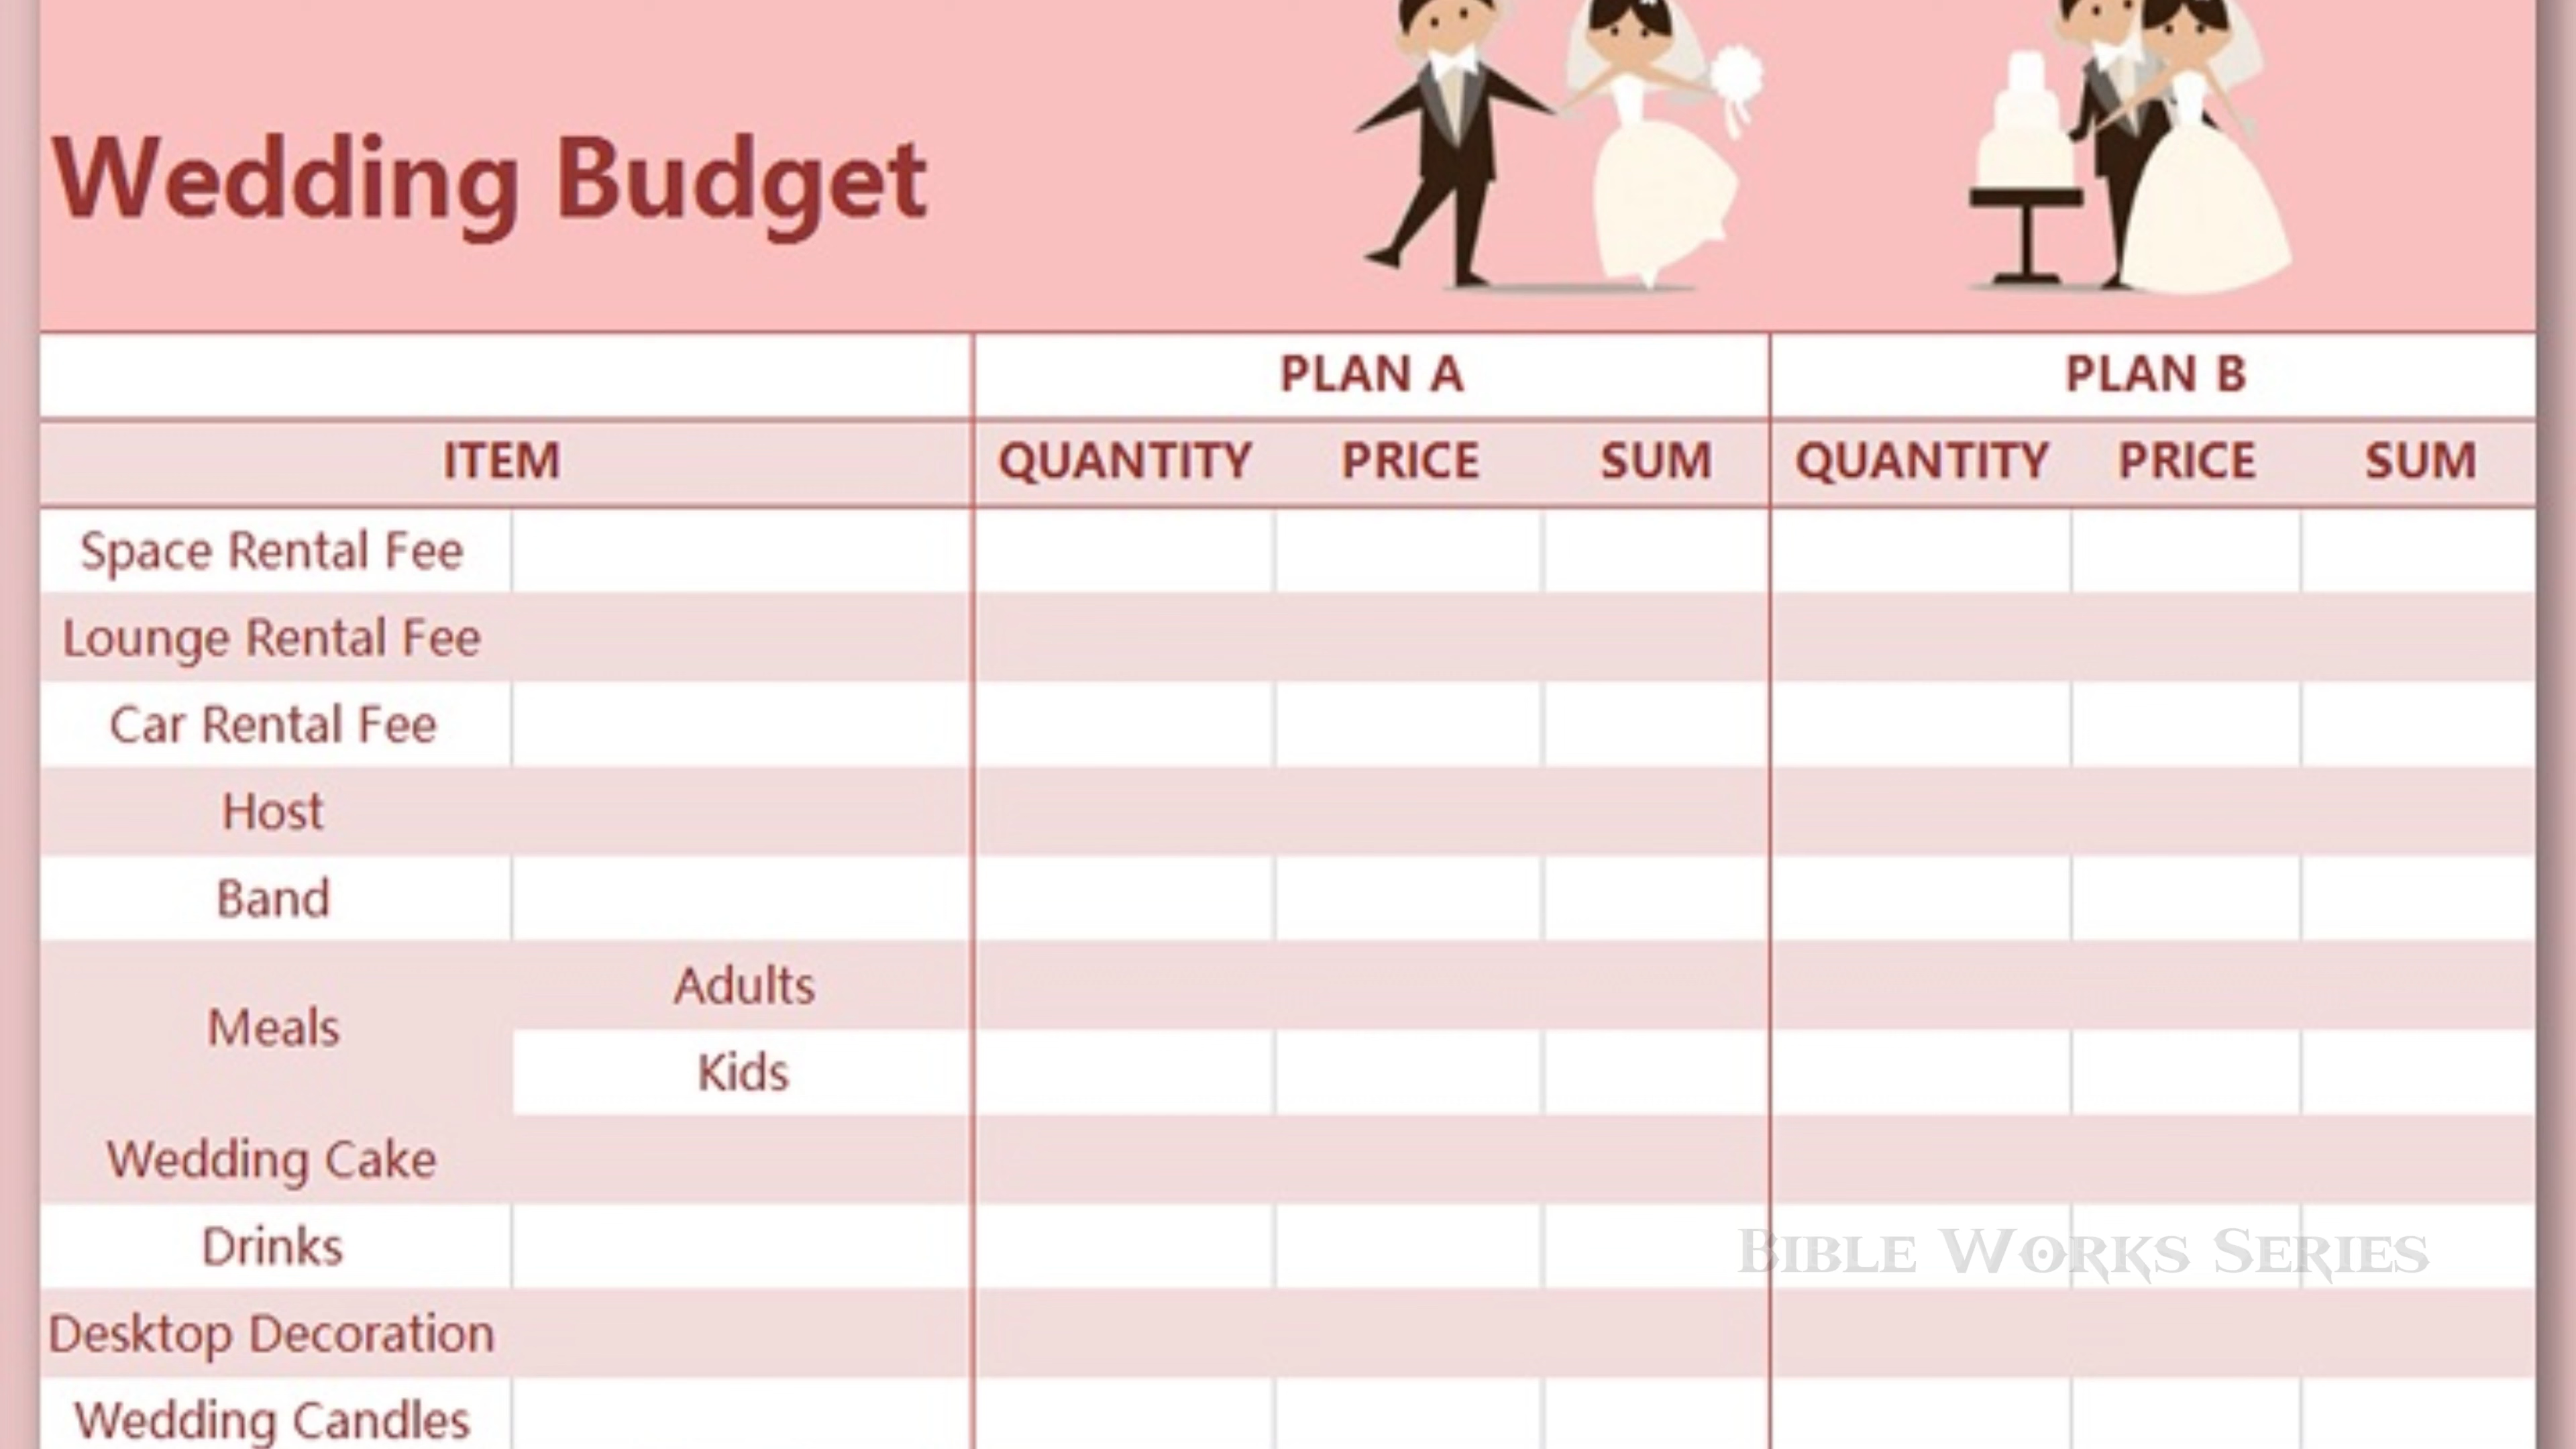 Wedding Budget
PLAN A PLAN B
ITEM QUANTITY PRICE SUM QUANTITY PRICE SUM
Space Rental Fee
Lounge Rental Fee
Car Rental Fee
Host
Band
Meals
Adults
Kids
Wedding Cake
Drinks
BIBLE WORKS SERIES
Desktop Decoration
Wedding Candles